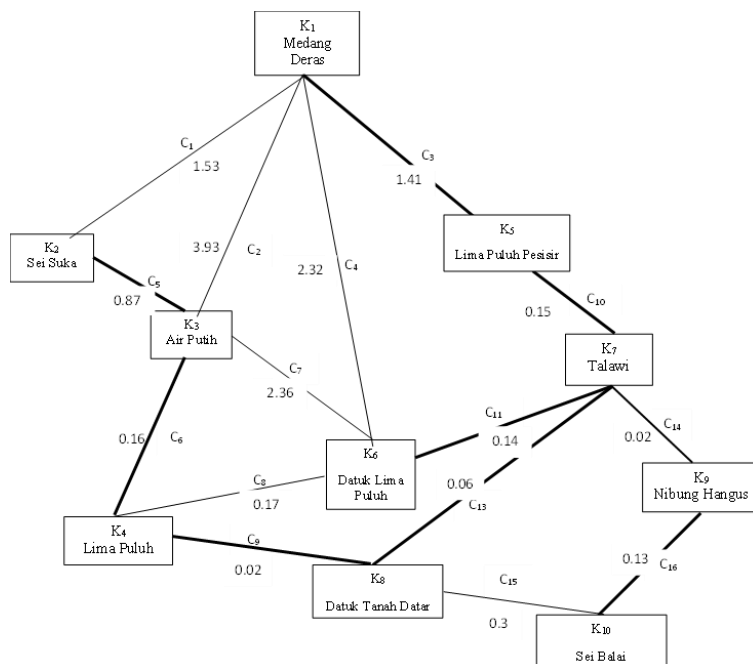 K₁
Medang
Deras
C₁
1.53
C₃
1.41
K₂
Sei Suka
3.93
C₂
2.32
C₄
K₅
Lima Puluh Pesisir
C₅
0.87
C₁₀
0.15
K₃
Air Putih
K₇
Talawi
C₇
2.36
0.16
C₆
C₁₁
0.14
C₁₄
0.02
K₆
Datuk Lima
Puluh
C₈
0.17
0.06
C₁₃
K₉
Nibung Hangus
K₄
Lima Puluh
C₉
0.02
0.13
C₁₆
K₈
Datuk Tanah Datar
C₁₅
0.3
K₁₀
Sei Balai